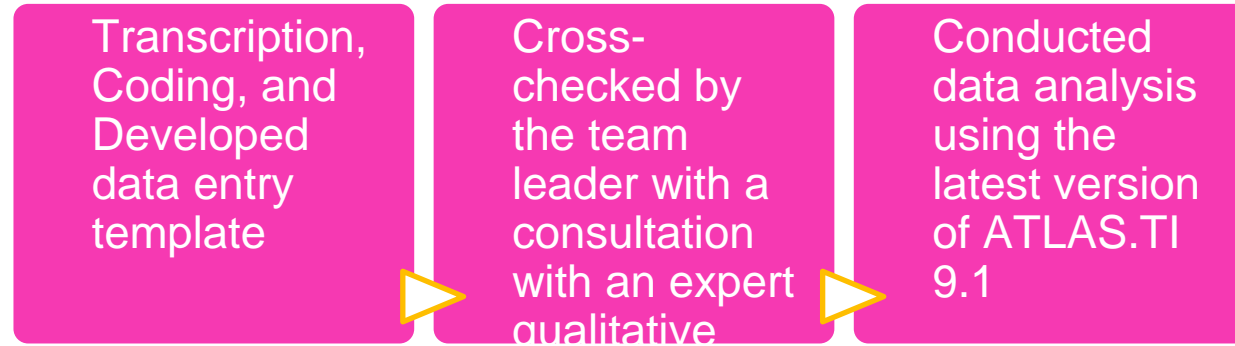 Transcription,
Coding, and
Developed
data entry
template
Cross-
checked by
the team
leader with a
consultation
with an expert
qualitative
Conducted
data analysis
using the
latest version
of ATLAS.TI
9.1